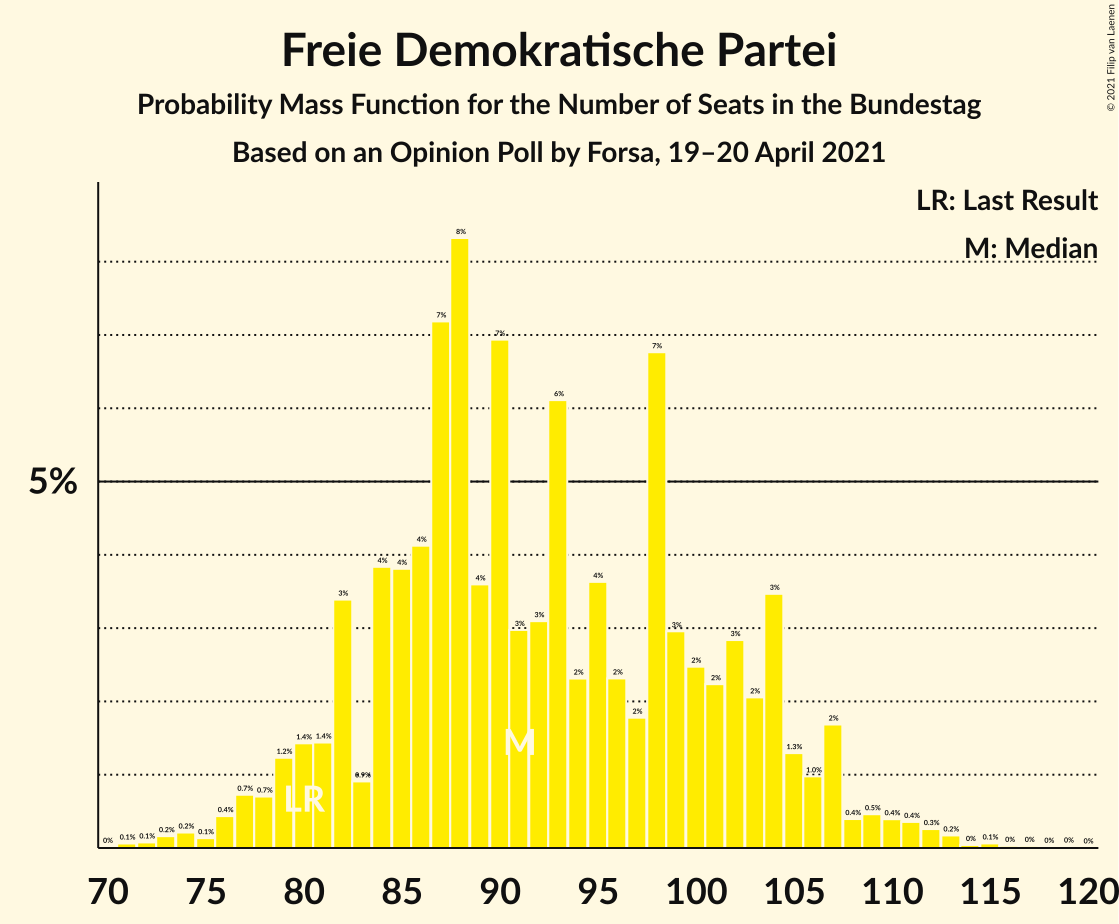 Freie Demokratische Partei
Probability Mass Function for the Number of Seats in the Bundestag
Based on an Opinion Poll by Forsa, 19–20 April 2021
© 2021 Filip van Laenen
LR: Last Result
M: Median
5%
0% 0.1% 0.1% 0.2% 0.2% 0.1% 0.4% 0.7% 0.7% 1.2% 1.4% 1.4% 3% 0.9% 4% 4% 4% 7% 8% 4% 7% 3% 3% 6% 2% 4% 2% 2% 7% 3% 2% 2% 3% 2% 3% 1.3% 1.0% 2% 0.4% 0.5% 0.4% 0.4% 0.3% 0.2% 0% 0.1% 0% 0% 0% 0% 0%
LR
M
70 75 80 85 90 95 100 105 110 115 120